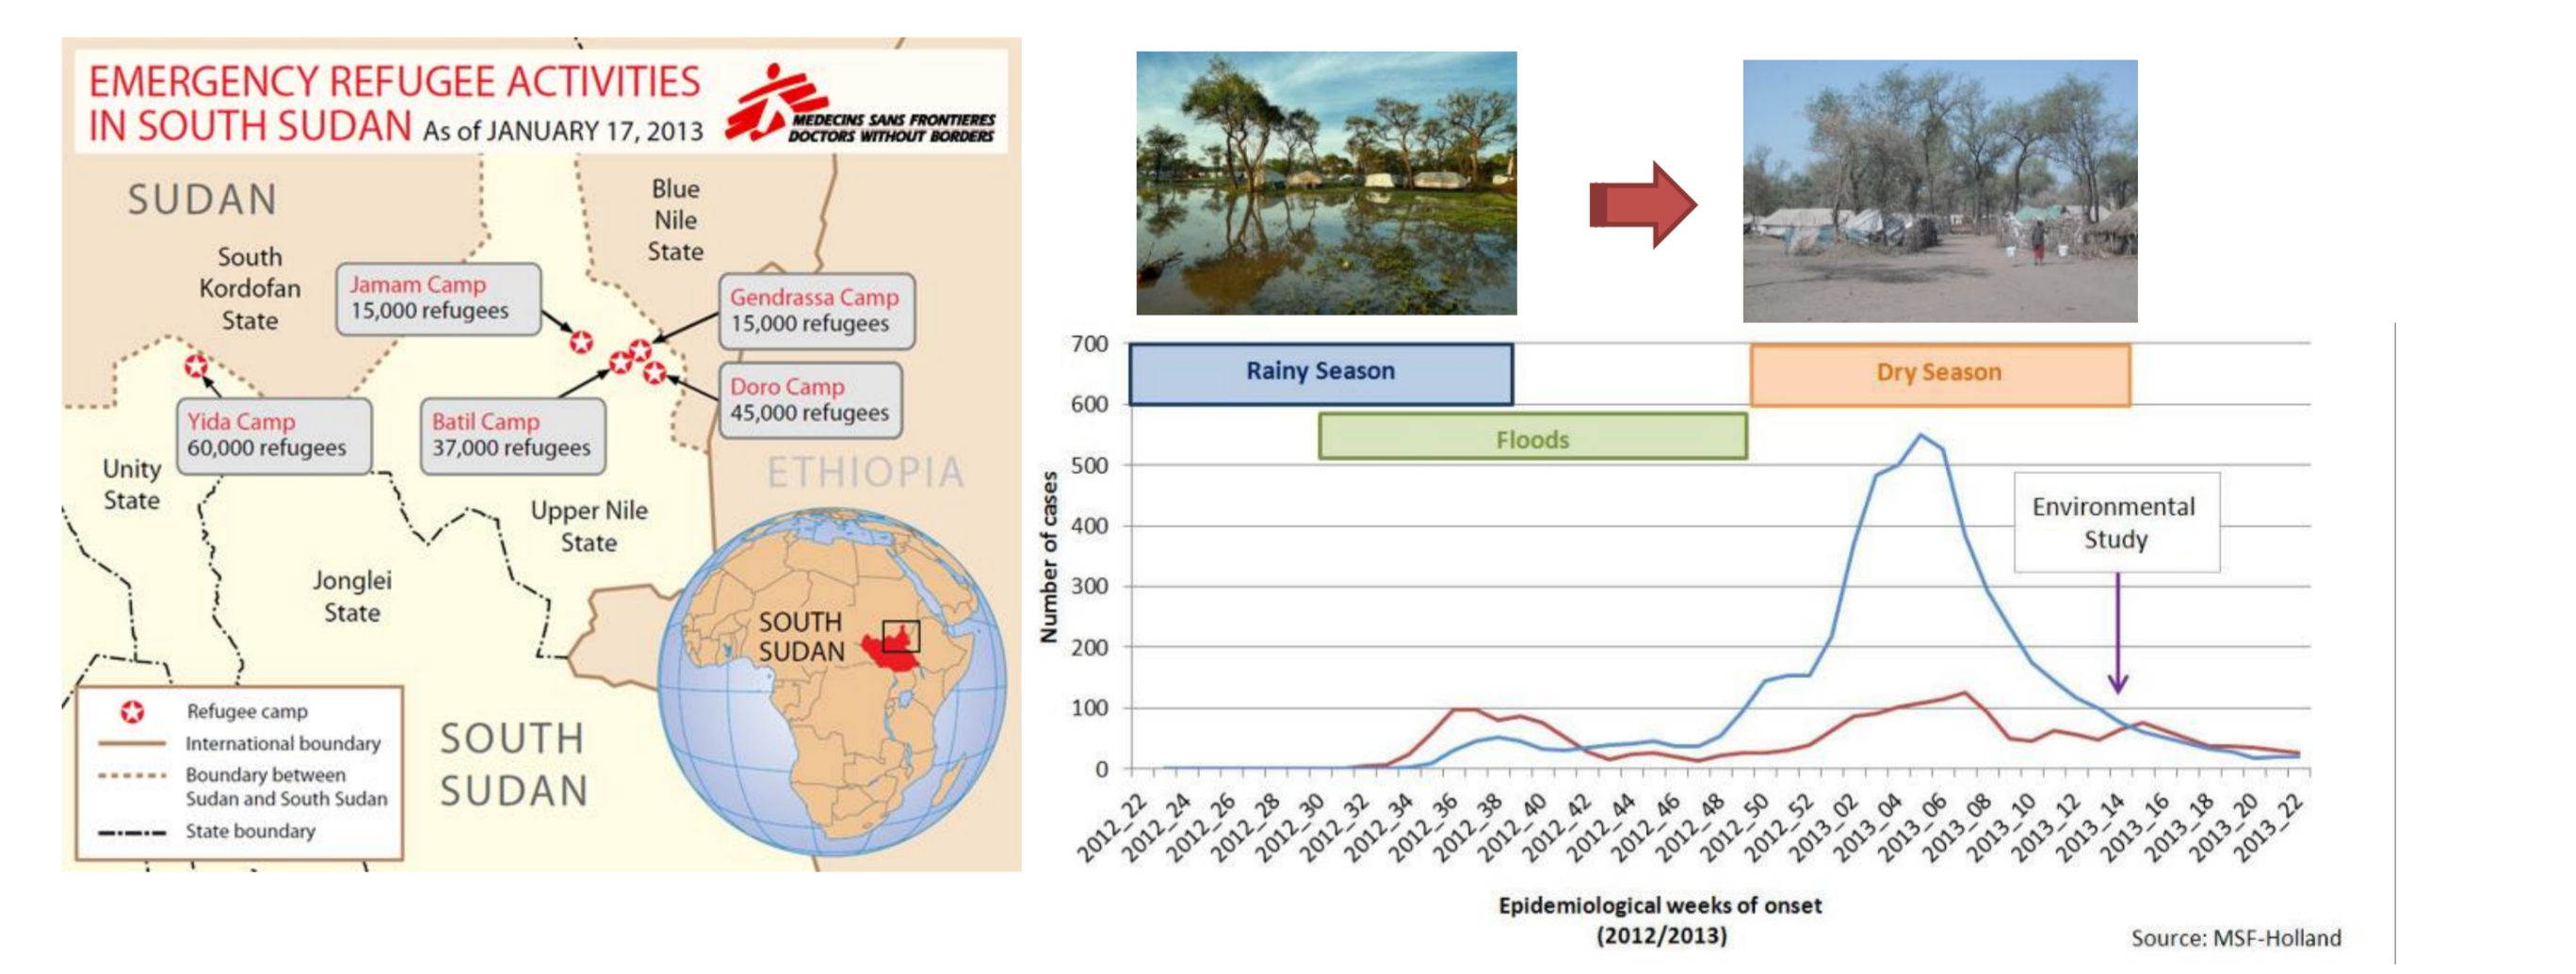 EMERGENCY REFUGEE ACTIVITIES
IN SOUTH SUDAN As of JANUARY 17, 2013
MEDECINS SANS FRONTIERES
DOCTORS WITHOUT BORDERS
SUDAN
Blue
Nile
State
South
Kordofan
State
Jamam Camp
15,000 refugees
Gendrassa Camp
15,000 refugees
Doro Camp
45,000 refugees
Yida Camp
60,000 refugees
Batil Camp
37,000 refugees
Unity
State
ETHIOPIA
Upper Nile
State
Jonglei
State
SOUTH
SUDAN
SOUTH
SUDAN
Refugee camp
International boundary
Boundary between
Sudan and South Sudan
State boundary
700
600
500
400
300
200
100
0
Number of cases
Rainy Season
Dry Season
Floods
Environmental
Study
2012_22
2012_24
2012_26
2012_28
2012_30
2012_32
2012_34
2012_36
2012_38
2012_40
2012_42
2012_44
2012_46
2012_48
2012_50
2012_52
2013_02
2013_04
2013_06
2013_08
2013_10
2013_12
2013_14
2013_16
2013_18
2013_20
2013_22
Epidemiological weeks of onset
(2012/2013)
Source: MSF-Holland